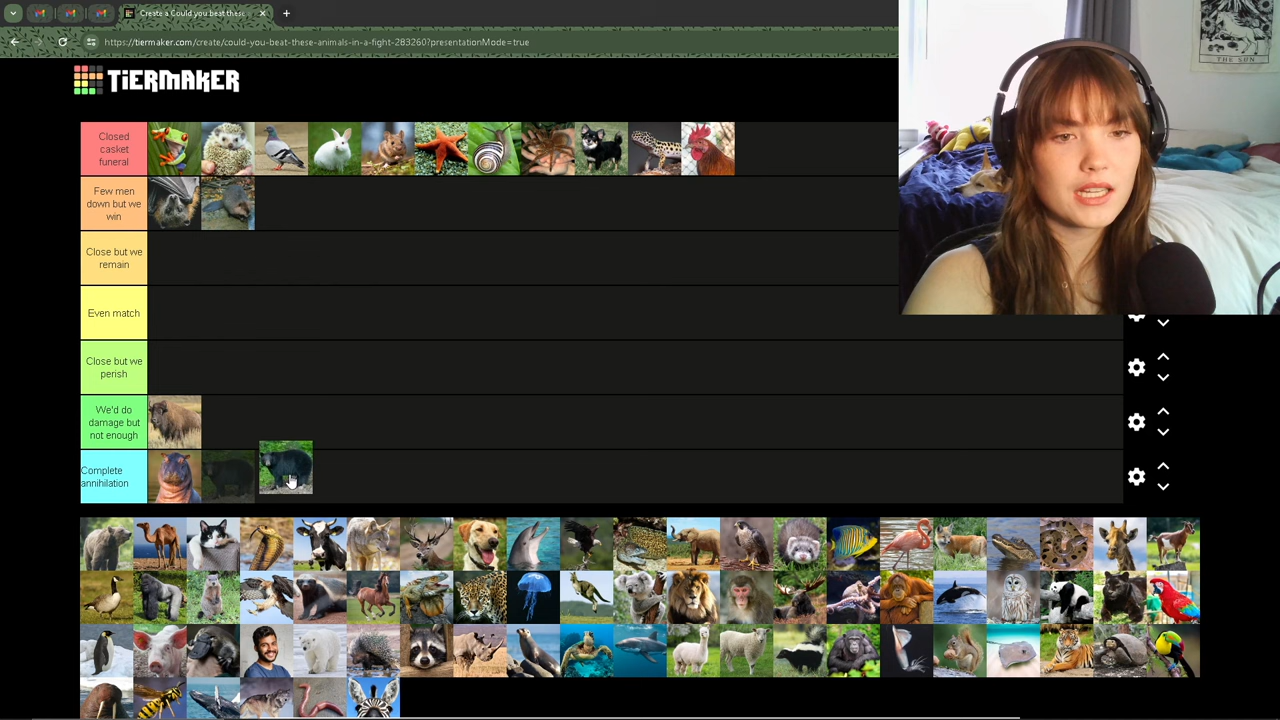 Create a Could you beat these
https://tiermaker.com/create/could-you-beat-these-animals-in-a-fight-283260?presentationMode=true
TIERMAKER
THE SUN
Closed
casket
funeral
Few men
down but we
win
Close but we
remain
Even match
Close but we
perish
We'd do
damage but
not enough
Complete
annihilation